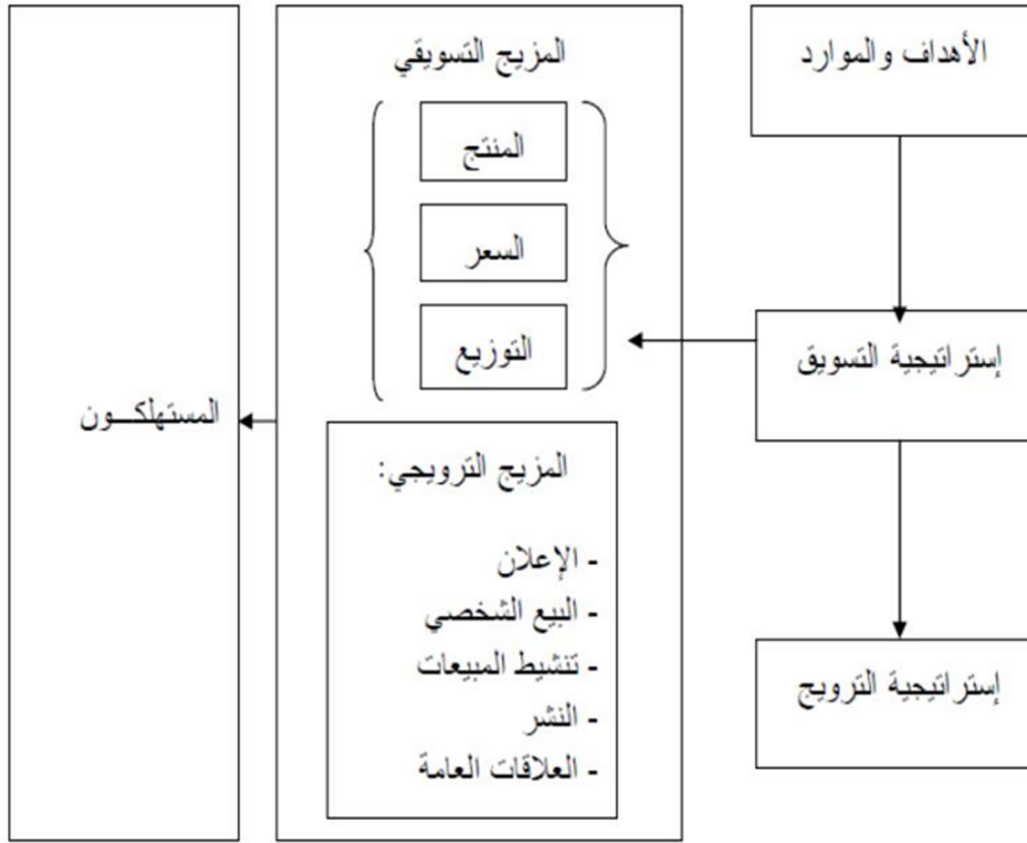 الأهداف والموارد
إستراتيجية التسويق
إستراتيجية الترويج
المزيج التسويقي
المنتج
السعر
التوزيع
المزيج الترويجي:
- الإعلان
- البيع الشخصي
- تنشيط المبيعات
- النشر
- العلاقات العامة
المستهلكـــون